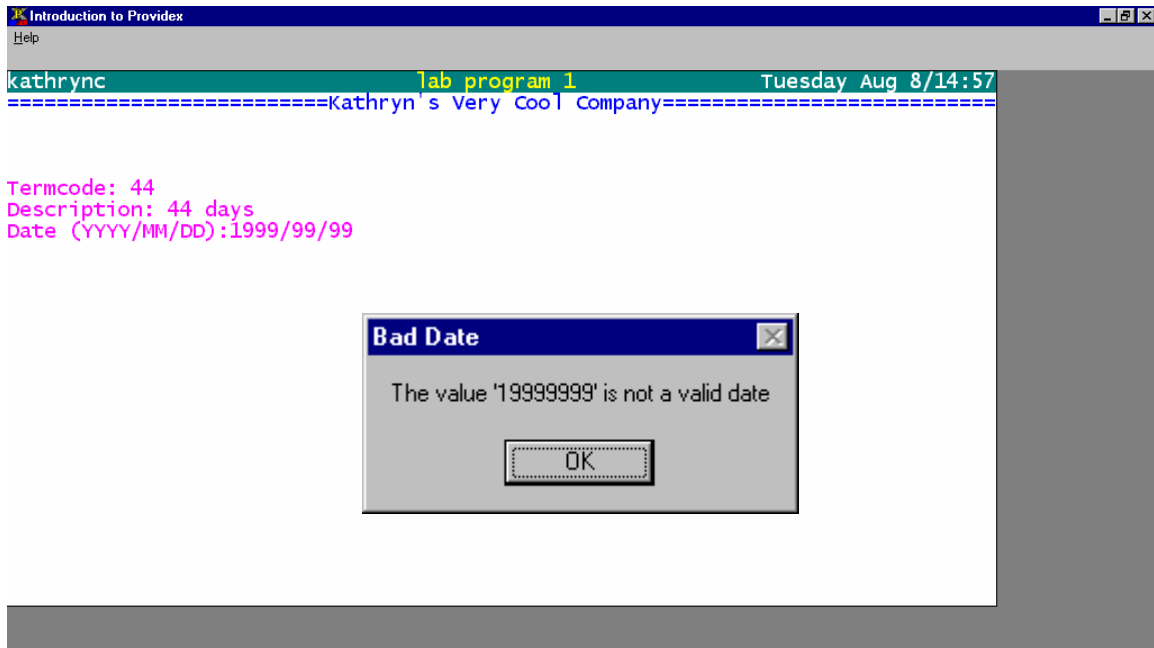 Introduction to Providex
Help
kathrync lab program 1 Tuesday Aug 8/14:57
==========================Kathryn's Very Cool Company===========================
Termcode: 44
Description: 44 days
Date (YYYY/MM/DD):1999/99/99
Bad Date
The value '19999999' is not a valid date
OK